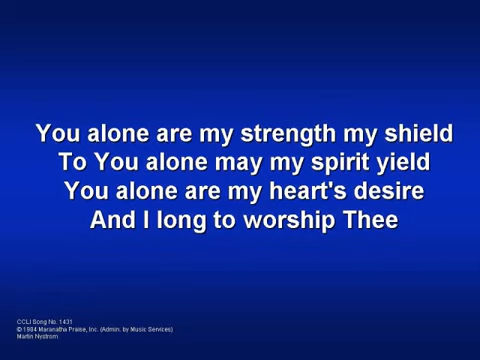 You alone are my strength my shield
To You alone may my spirit yield
You alone are my heart's desire
And I long to worship Thee
CCLI Song No. 1431
© 1984 Maranatha Praise, Inc. (Admin. by Music Services)
Martin Nystrom